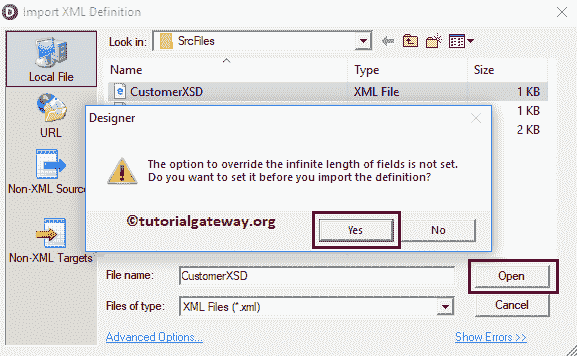 Import XML Definition
Look in: SrcFiles
Local File
URL
Non-XML Sourc
Non-XML Targets
Name Type Size
CustomerXSD XML File 1 KB
1 KB
2 KB
Designer
The option to override the infinite length of fields is not set.
Do you want to set it before you import the definition?
©tutorialgateway.org
Yes No
File name: CustomerXSD Open
Files of type: XML Files (*.xml) Cancel
Advanced Options... Show Errors >>